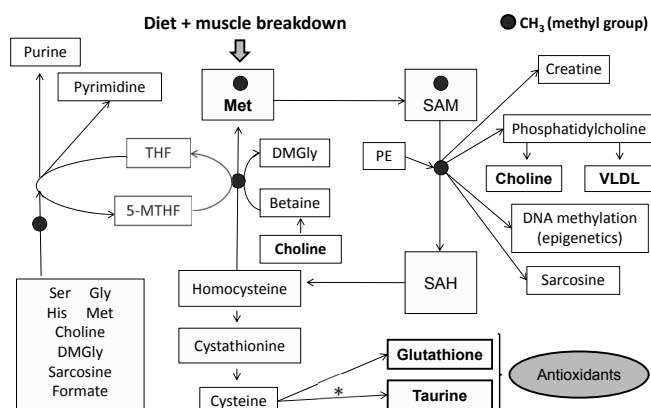 Diet + muscle breakdown
CH₃ (methyl group)
Purine
Pyrimidine
Met
SAM
Creatine
THF
DMGly
PE
Phosphatidylcholine
5-MTHF
Betaine
Choline
VLDL
Choline
DNA methylation
(epigenetics)
Homocysteine
SAH
Sarcosine
Ser Gly
His Met
Choline
DMGly
Sarcosine
Formate
Cystathionine
Cysteine
*
Glutathione
Taurine
Antioxidants